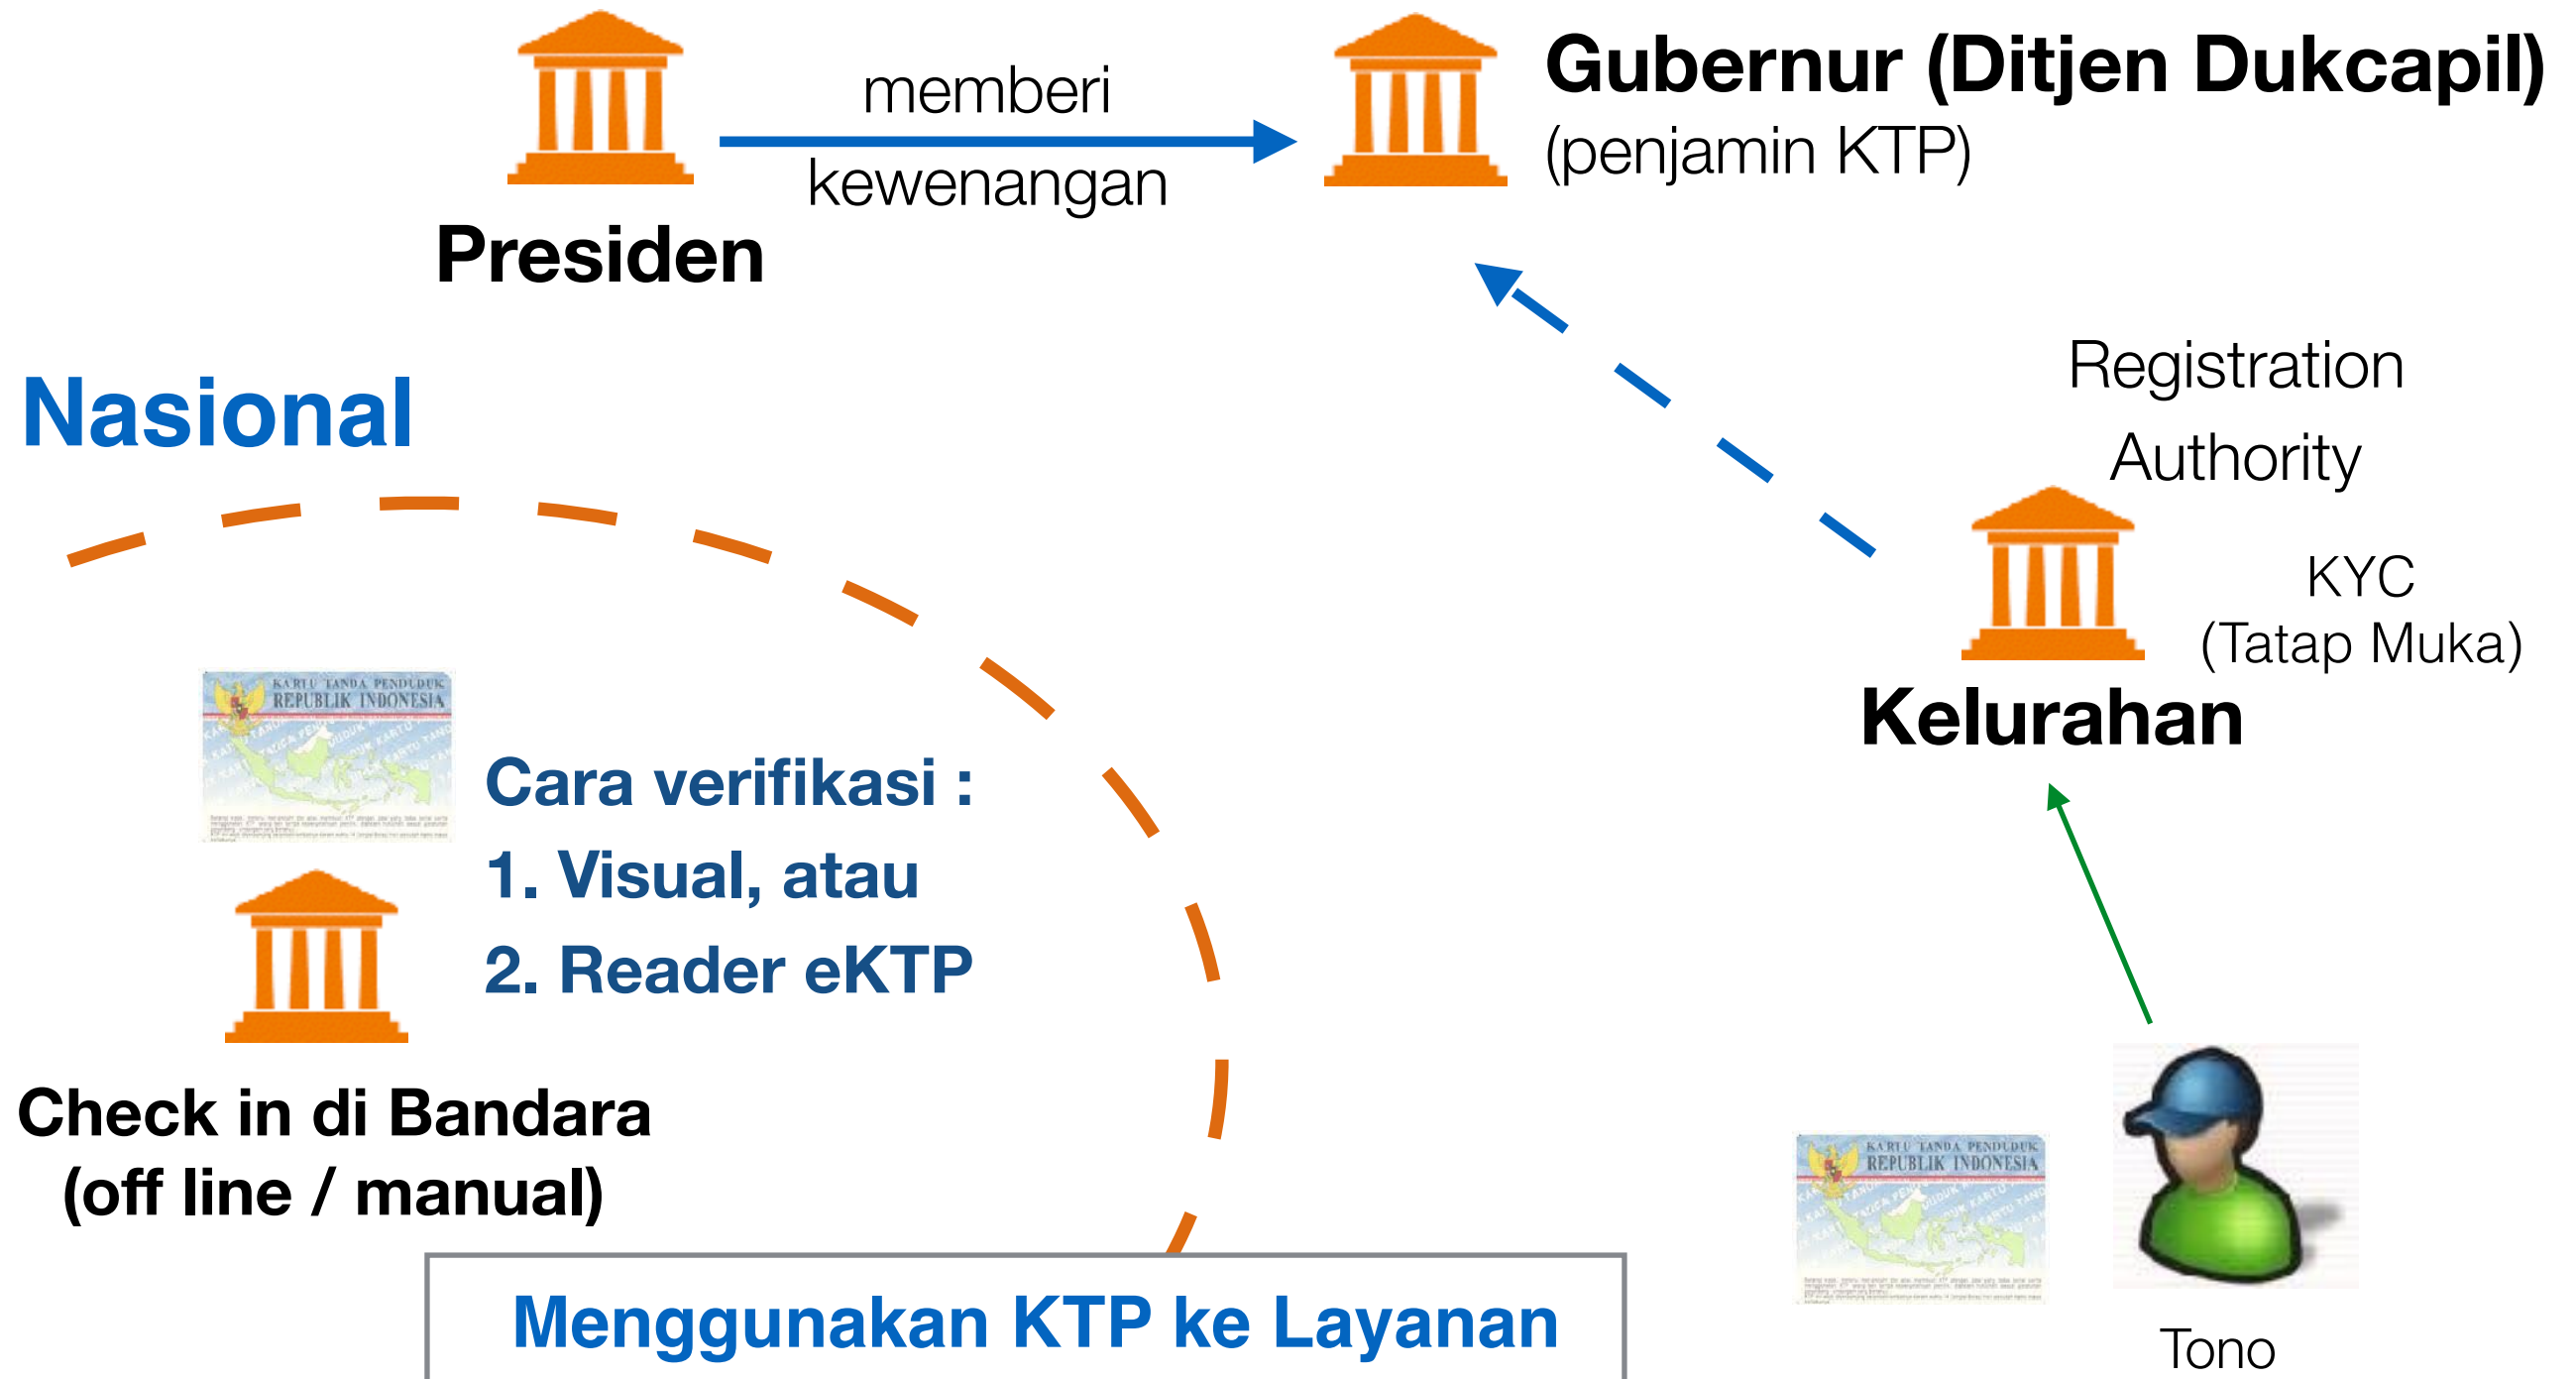 memberi
kewenangan
Presiden
Gubernur (Ditjen Dukcapil)
(penjamin KTP)
Nasional
Registration
Authority
KYC
(Tatap Muka)
Kelurahan
KARTU TANDA PENDUDUK
REPUBLIK INDONESIA
Cara verifikasi :
1. Visual, atau
2. Reader eKTP
Check in di Bandara
(off line / manual)
Menggunakan KTP ke Layanan
KARTU TANDA PENDUDUK
REPUBLIK INDONESIA
Tono